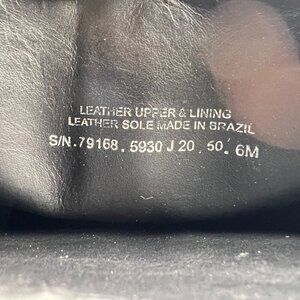 LEATHER UPPER & LINING
LEATHER SOLE MADE IN BRAZIL
S/N.79168.5930 J 20.50.6M